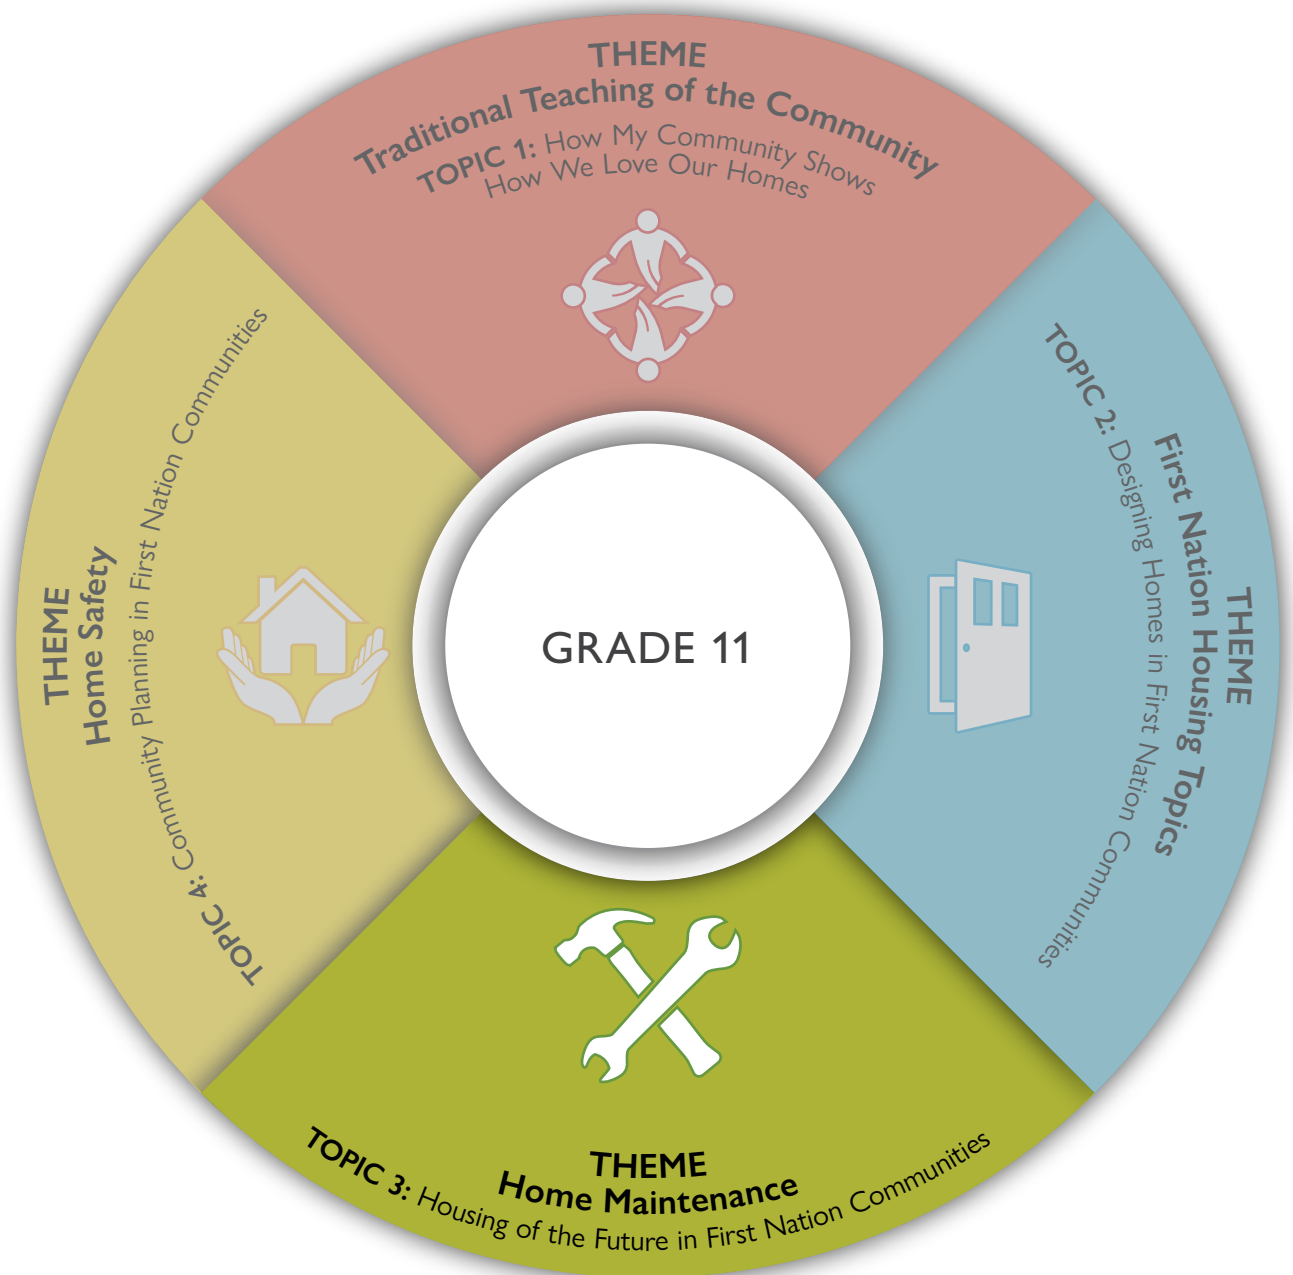 THEME
Traditional Teaching of the Community
TOPIC 1: How My Community Shows
How We Love Our Homes
THEME
First Nation Housing Topics
TOPIC 2: Designing Homes in First Nation Communities
GRADE 11
THEME
Home Maintenance
TOPIC 3: Housing of the Future in First Nation Communities
THEME
Home Safety
TOPIC 4: Community Planning in First Nation Communities